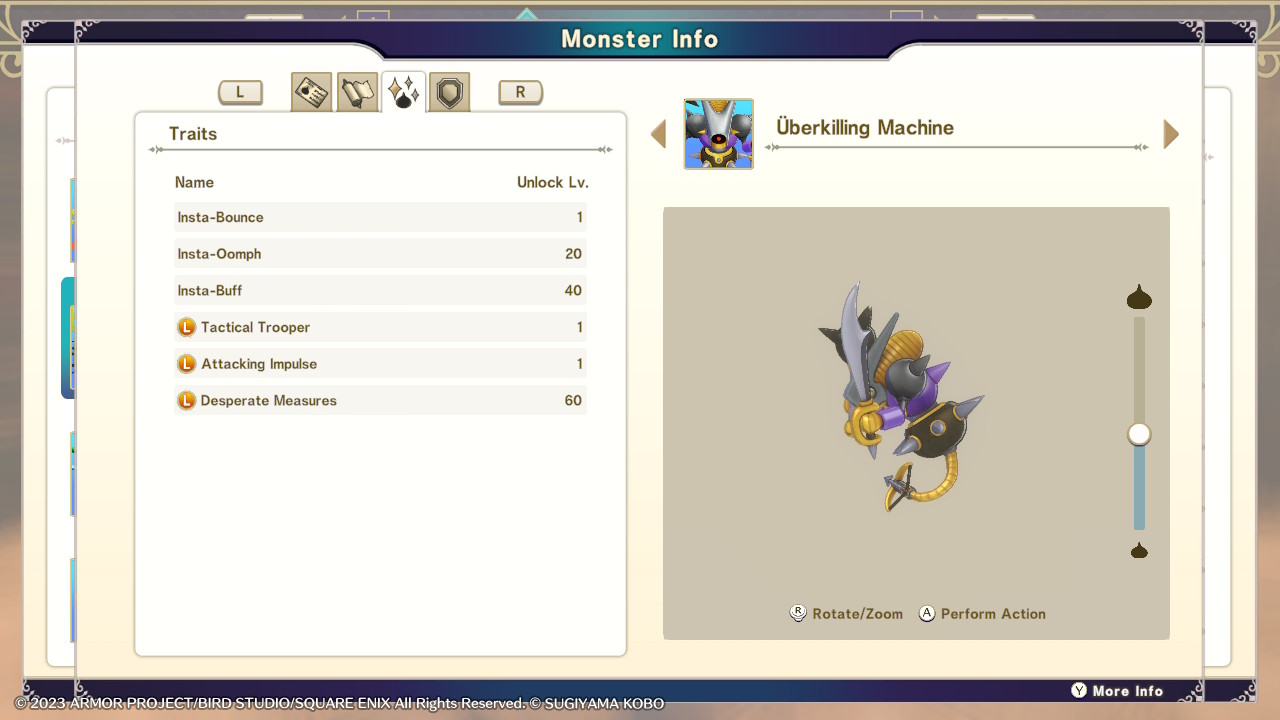 Monster Info
L
R
Traits
Name Unlock Lv.
Insta-Bounce 1
Insta-Oomph 20
Insta-Buff 40
L Tactical Trooper 1
L Attacking Impulse 1
L Desperate Measures 60
Überkilling Machine
R Rotate/Zoom A Perform Action
Y More Info
© 2023 ARMOR PROJECT/BIRD STUDIO/SQUARE ENIX All Rights Reserved. © SUGIYAMA KOBO